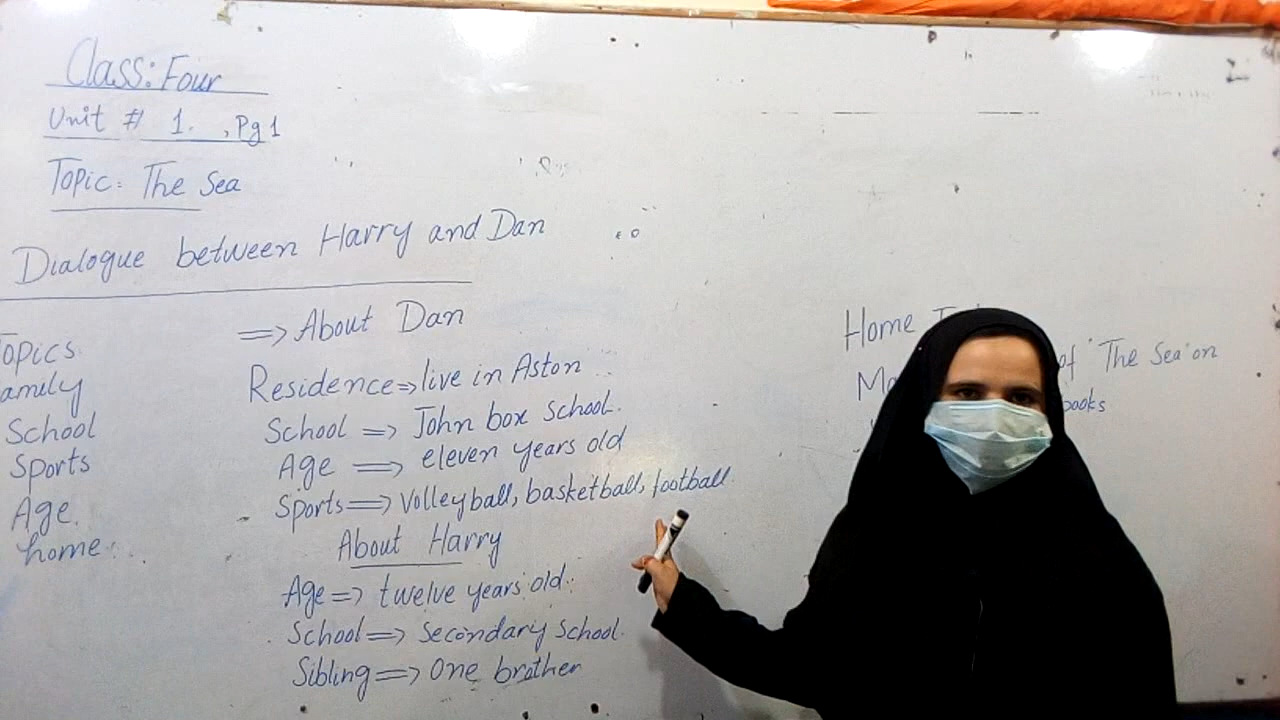 Class: Four
Unit # 1. , Pg 1
Topic: The Sea
Dialogue between Harry and Dan
opics
amily
School
Sports
Age.
home..
=> About Dan
Residence => live in Aston
School => John box school.
Age => eleven years old
Sports => Volleyball, basketball, football.
About Harry
Age => twelve years old.
School => Secondary School.
Sibling => One brother
Home
of 'The Sea' on
books